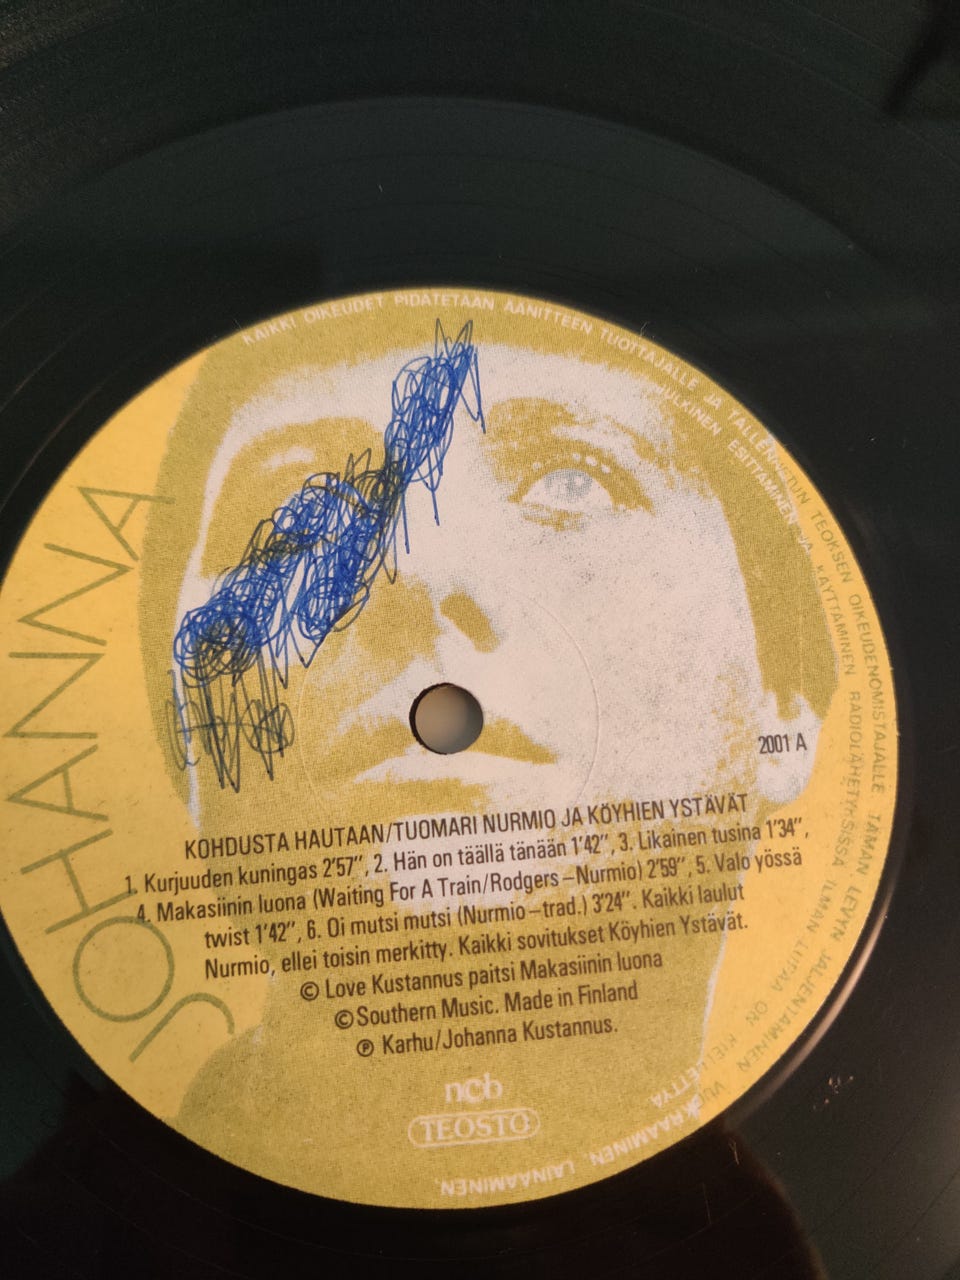 KAIKKI OIKEUDET PIDÄTETÄÄN ÄÄNITTEEN TUOTTAJALLE JA TALLENNETUN TEOKSEN OIKEUDENOMISTAJALLE TÄMÄN LEVYN JÄLJENTÄMINEN VUOKRAAMINEN, LAINAAMINEN,
JULKINEN ESITTÄMINEN JA KÄYTTÄMINEN RADIOLÄHETYKSISSÄ ILMAN LUPAA ON KIELLETTYÄ
JOHANNA
2001 A
KOHDUSTA HAUTAAN/TUOMARI NURMIO JA KÖYHIEN YSTÄVÄT
1. Kurjuuden kuningas 2'57", 2. Hän on täällä tänään 1'42", 3. Likainen tusina 1'34",
4. Makasiinin luona (Waiting For A Train/Rodgers–Nurmio) 2'59", 5. Valo yössä
twist 1'42", 6. Oi mutsi mutsi (Nurmio–trad.) 3'24". Kaikki laulut
Nurmio, ellei toisin merkitty. Kaikki sovitukset Köyhien Ystävät.
© Love Kustannus paitsi Makasiinin luona
© Southern Music. Made in Finland
℗ Karhu/Johanna Kustannus.
ncb
TEOSTO